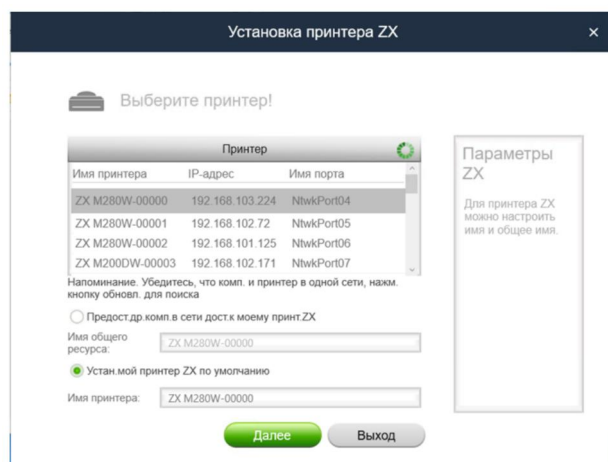 Установка принтера ZX
Выберите принтер!
Принтер
Имя принтера IP-адрес Имя порта
ZX M280W-00000 192.168.103.224 NtwkPort04
ZX M280W-00001 192.168.102.72 NtwkPort05
ZX M280W-00002 192.168.101.125 NtwkPort06
ZX M200DW-00003 192.168.102.171 NtwkPort07
Напоминание. Убедитесь, что комп. и принтер в одной сети, нажм.
кнопку обновл. для поиска
Предост.др.комп.в сети дост.к моему принт.ZX
Имя общего
ресурса:
ZX M280W-00000
Устан.мой принтер ZX по умолчанию
Имя принтера: ZX M280W-00000
Далее Выход
Параметры
ZX
Для принтера ZX
можно настроить
имя и общее имя.